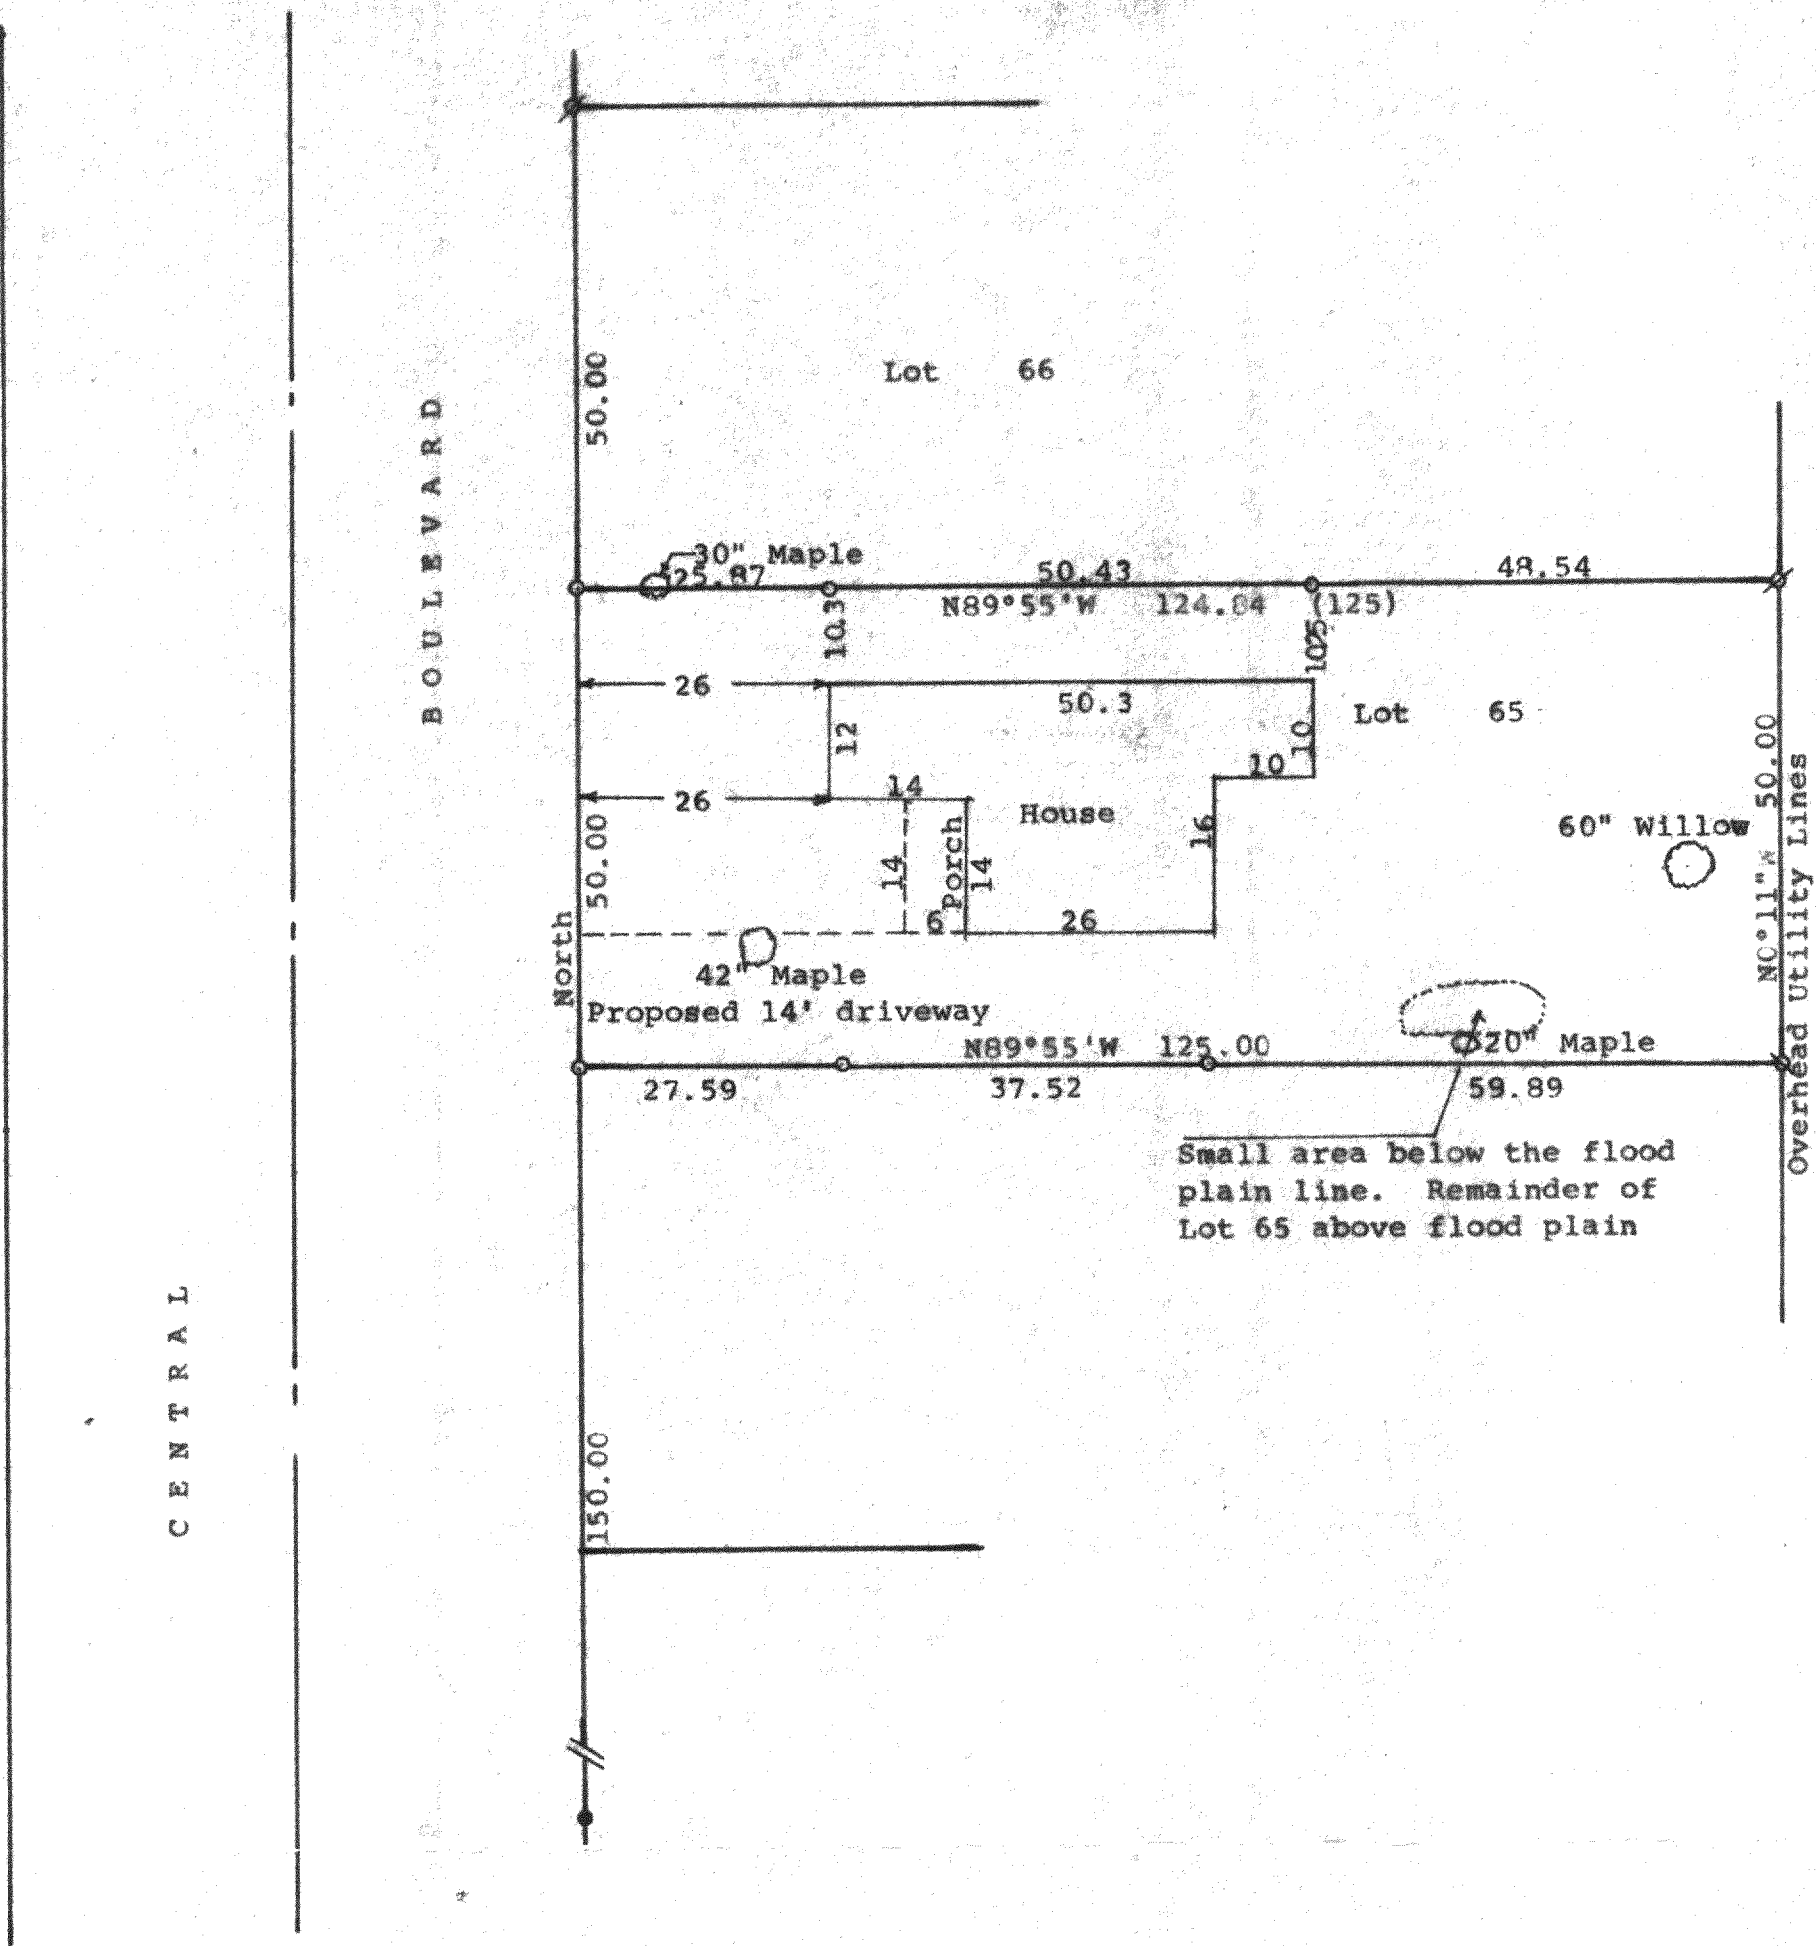 Lot 66
50.00
BOULEVARD
30" Maple
25.87
50.43
48.54
N89°55'W 124.84 (125)
10.3
10.75
26
50.3
Lot 65
12
10
10
26
14
House
16
60" Willow
50.00
14
Porch
14
6
26
North
N0°11"W 50.00
Overhead Utility Lines
42" Maple
Proposed 14' driveway
N89°55'W 125.00
20" Maple
27.59
37.52
59.89
Small area below the flood
plain line. Remainder of
Lot 65 above flood plain
CENTRAL
150.00